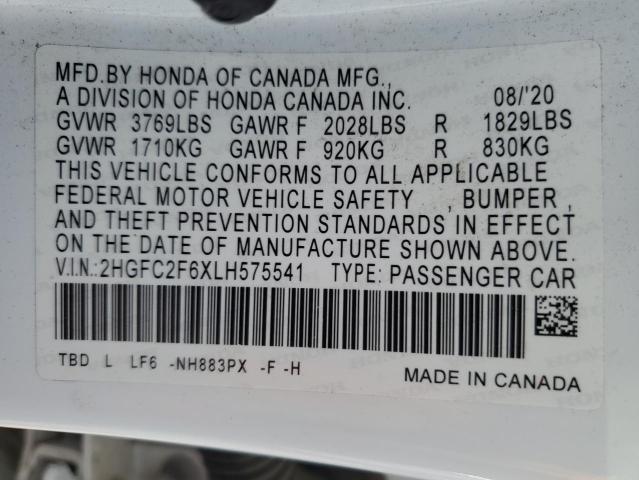 MFD.BY HONDA OF CANADA MFG.,
A DIVISION OF HONDA CANADA INC. 08/'20
GVWR 3769LBS GAWR F 2028LBS R 1829LBS
GVWR 1710KG GAWR F 920KG R 830KG
THIS VEHICLE CONFORMS TO ALL APPLICABLE
FEDERAL MOTOR VEHICLE SAFETY , BUMPER ,
AND THEFT PREVENTION STANDARDS IN EFFECT
ON THE DATE OF MANUFACTURE SHOWN ABOVE.
V.I.N.:2HGFC2F6XLH575541 TYPE: PASSENGER CAR
TBD L LF6 -NH883PX -F -H
MADE IN CANADA